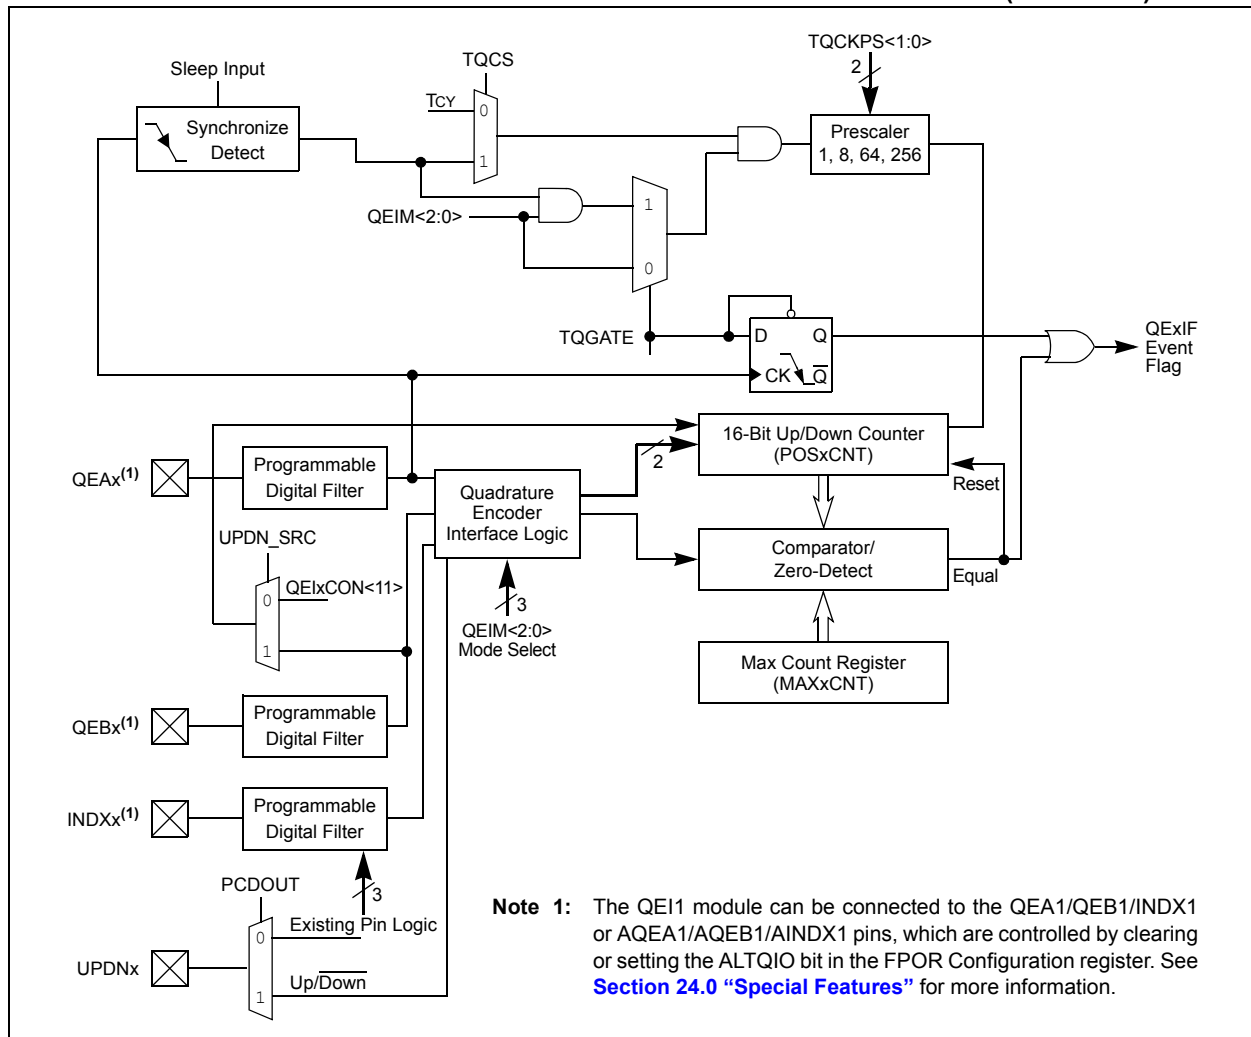 TQCKPS<1:0>
2
TQCS
Sleep Input
TCY
0
1
Synchronize
Detect
Prescaler
1, 8, 64, 256
QEIM<2:0>
1
0
TQGATE
D
Q
CK
Q
QExIF
Event
Flag
16-Bit Up/Down Counter
(POSxCNT)
2
Reset
QEAx(1)
Programmable
Digital Filter
Quadrature
Encoder
Interface Logic
UPDN_SRC
0
QEIxCON<11>
1
Comparator/
Zero-Detect
Equal
3
QEIM<2:0>
Mode Select
Max Count Register
(MAXxCNT)
QEBx(1)
Programmable
Digital Filter
INDXx(1)
Programmable
Digital Filter
3
PCDOUT
0
Existing Pin Logic
UPDNx
Up/Down
1
Note 1: The QEI1 module can be connected to the QEA1/QEB1/INDX1
or AQEA1/AQEB1/AINDX1 pins, which are controlled by clearing
or setting the ALTQIO bit in the FPOR Configuration register. See
Section 24.0 “Special Features” for more information.